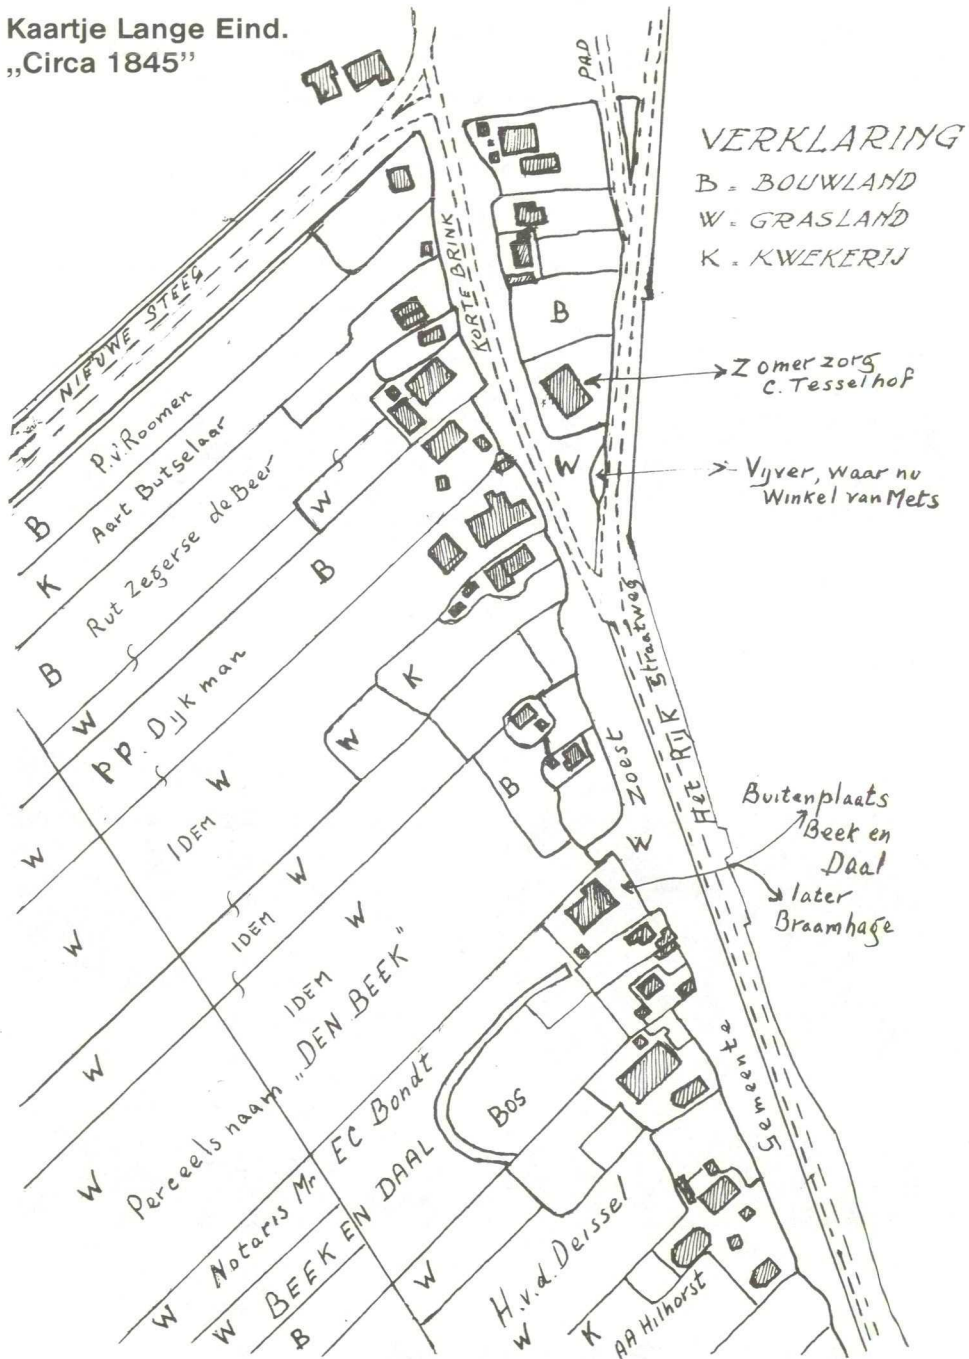 Kaartje Lange Eind.
„Circa 1845”
PAD
VERKLARING
B = BOUWLAND
W = GRASLAND
K = KWEKERIJ
NIEUWE STEEG
KORTE BRINK
B
Zomerzorg
C. Tesselhof
W
Vijver, waar nu
Winkel van Mets
P.v. Roomen
B
Aart Butselaar
K
Rut Zegerse de Beer
B
W
W
B
PP. Dijkman
W
K
W
Het Rijk
Straatweg
Zoest
W
B
Buitenplaats
Beek en
Daal
later
Braamhage
IDEM
W
W
W
IDEM
W
W
IDEM
W
Perceels naam „DEN BEEK”
W
Notaris Mr EC Bondt
W
BEEK EN DAAL
W
BOS
Gemeente
B
W
H.v.d. Deissel
W
K
AA Hilhorst